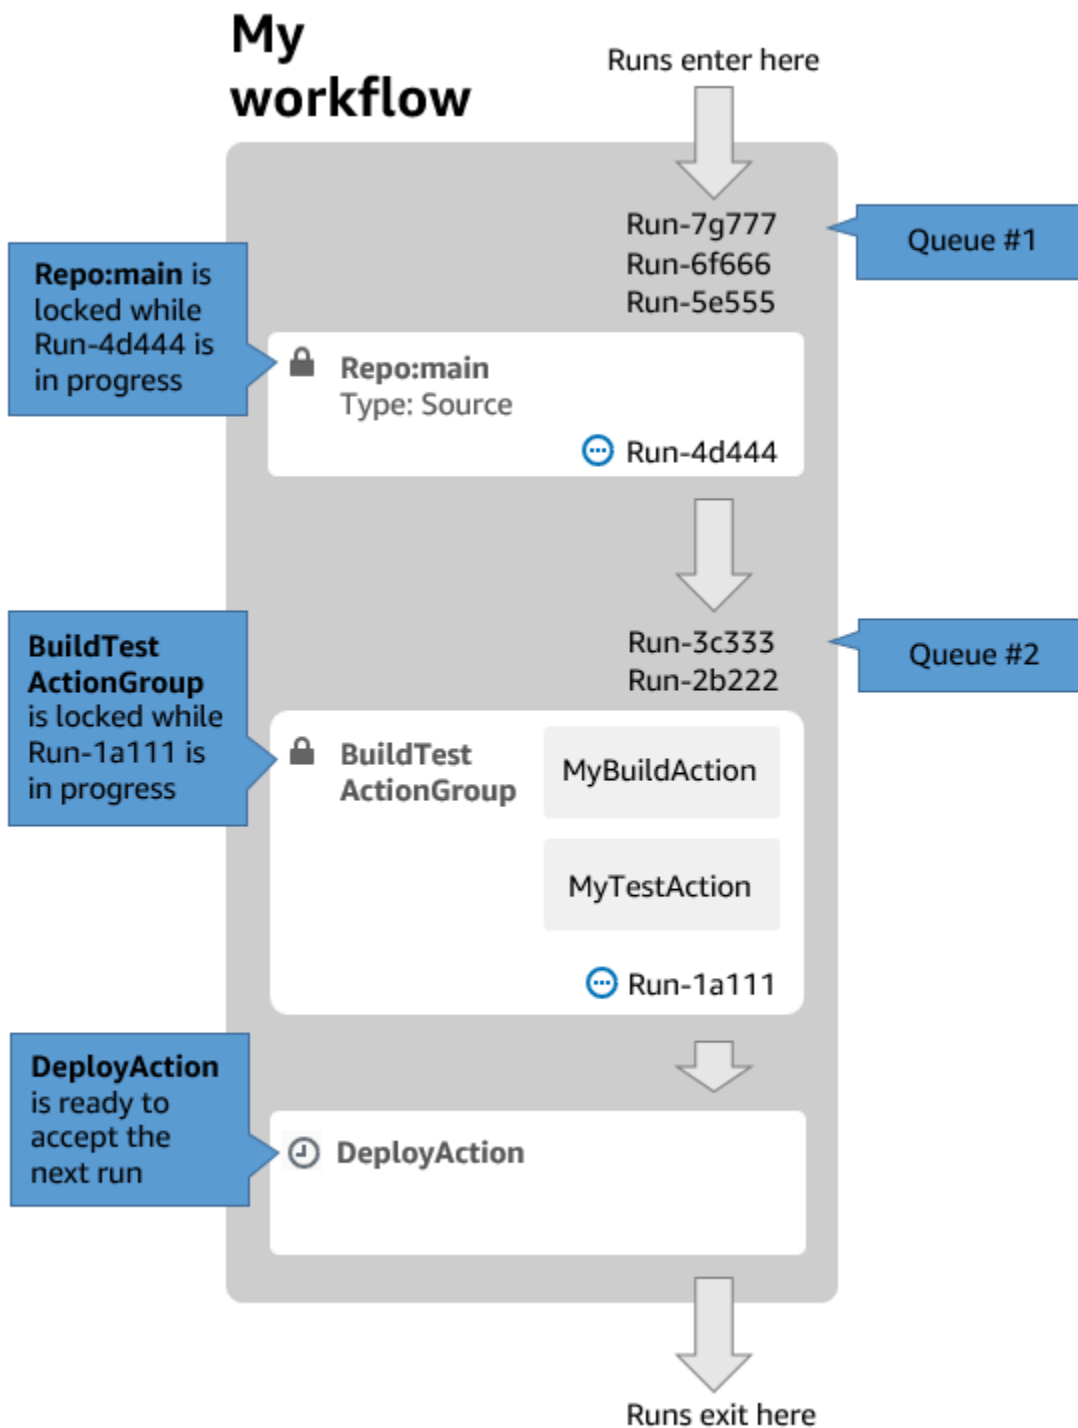 My
workflow
Runs enter here
Run-7g777
Run-6f666
Run-5e555
Queue #1
Repo:main is
locked while
Run-4d444 is
in progress
Repo:main
Type: Source
Run-4d444
Run-3c333
Run-2b222
Queue #2
BuildTest
ActionGroup
is locked while
Run-1a111 is
in progress
BuildTest
ActionGroup
MyBuildAction
MyTestAction
Run-1a111
DeployAction
is ready to
accept the
next run
DeployAction
Runs exit here